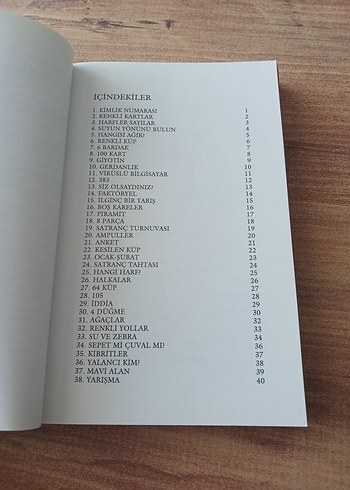 İÇİNDEKİLER
1. KİMLİK NUMARASI 1
2. RENKLİ KARTLAR 2
3. HARFLER SAYILAR 3
4. SUYUN YÖNÜNÜ BULUN 4
5. HANGİSİ AĞIR? 5
6. RENKLİ KÜP 6
7. 6 BARDAK 7
8. 100 KART 8
9. GİYOTİN 9
10. GERDANLIK 10
11. VİRÜSLÜ BİLGİSAYAR 11
12. 383 12
13. SİZ OLSAYDINIZ? 13
14. FAKTÖRYEL 14
15. İLGİNÇ BİR YARIŞ 15
16. BOŞ KARELER 16
17. PİRAMİT 17
18. 8 PARÇA 18
19. SATRANÇ TURNUVASI 19
20. AMPULLER 20
21. ANKET 21
22. KESİLEN KÜP 22
23. OCAK-ŞUBAT 23
24. SATRANÇ TAHTASI 24
25. HANGİ HARF? 25
26. HALKALAR 26
27. 64 KÜP 27
28. 105 28
29. İDDİA 29
30. 4 DÜĞME 30
31. AĞAÇLAR 32
32. RENKLİ YOLLAR 33
33. SU VE ZEBRA 34
34. SEPET Mİ ÇUVAL MI? 36
35. KİBRİTLER 37
36. YALANCI KİM? 38
37. MAVİ ALAN 39
38. YARIŞMA 40